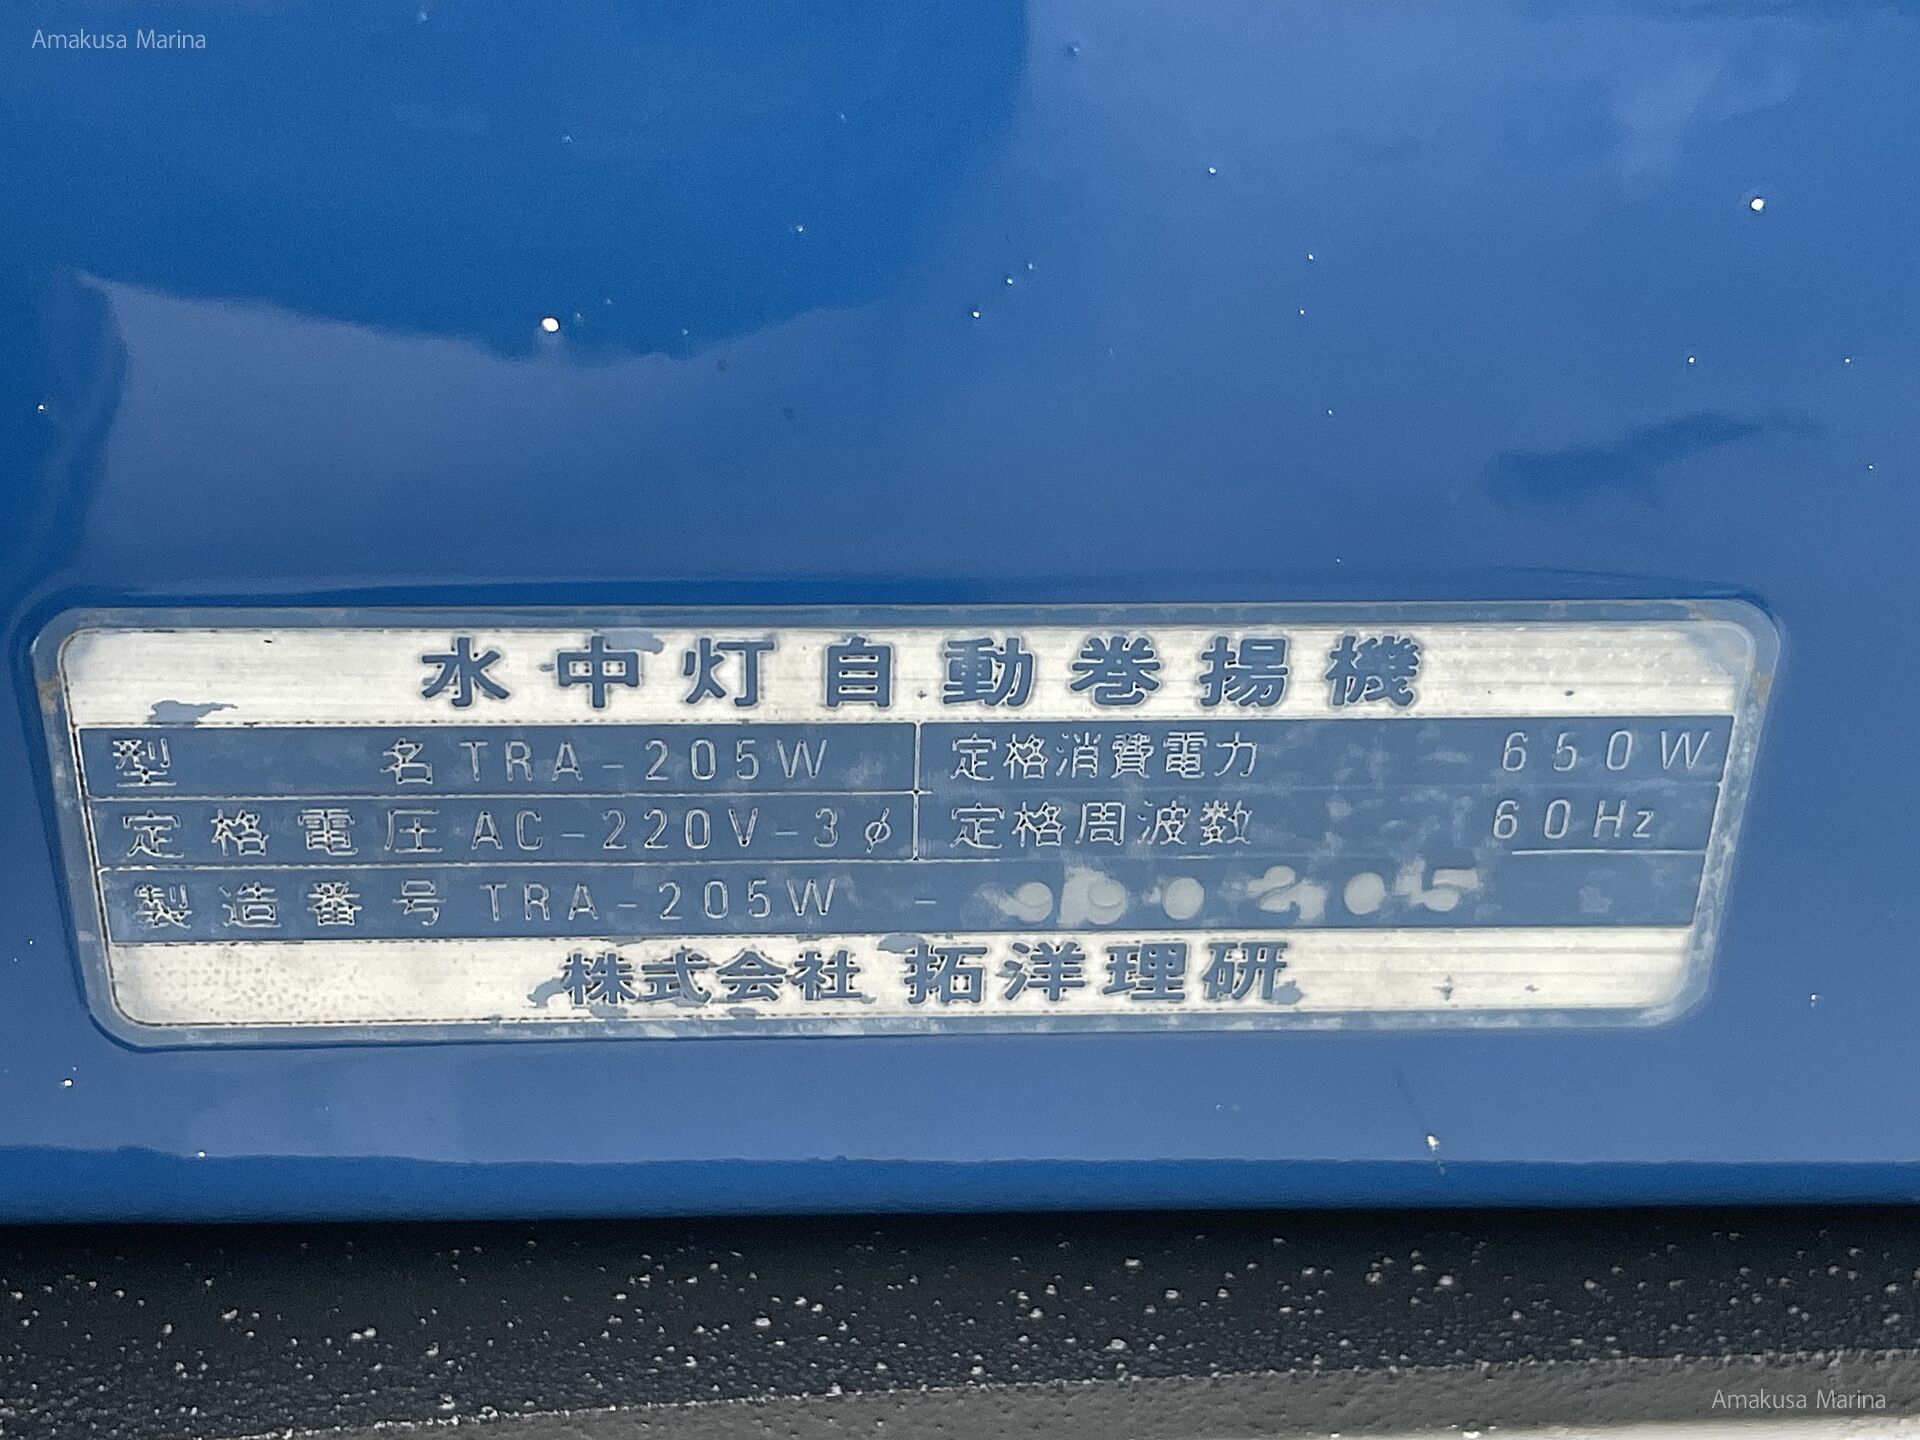 Amakusa Marina
水中灯自動巻揚機
型名 TRA-205W 定格消費電力 650W
定格電圧 AC-220V-3φ 定格周波数 60Hz
製造番号 TRA-205W -
株式会社 拓洋理研
Amakusa Marina